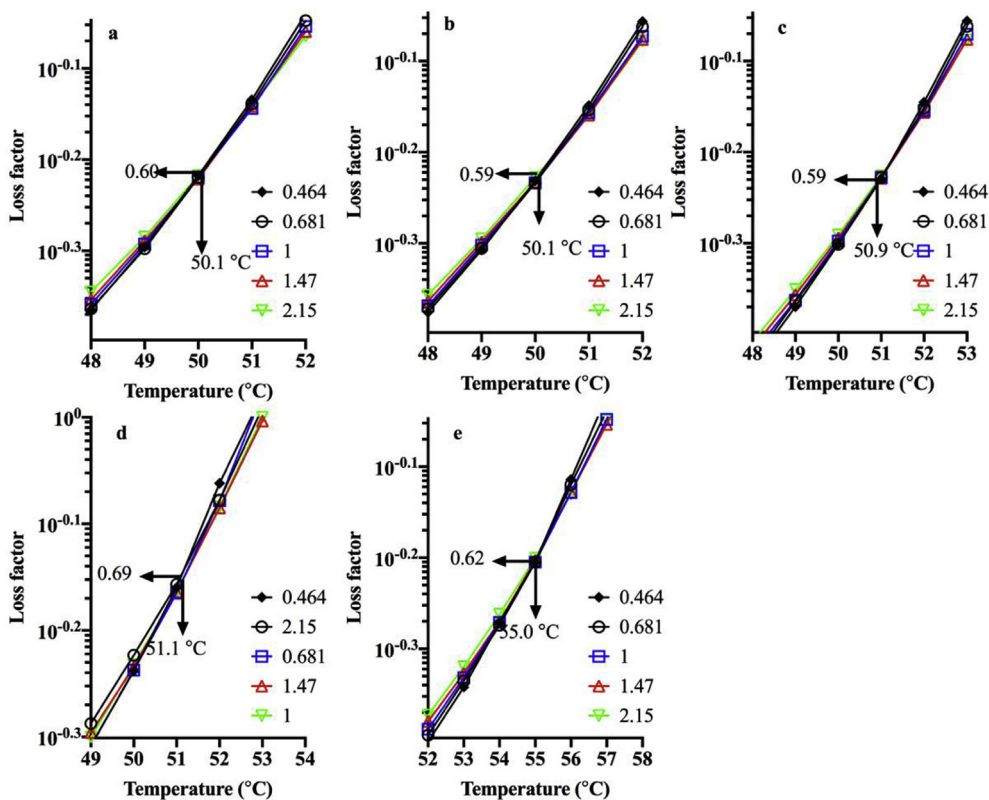 a
10^-0.1
10^-0.2
10^-0.3
Loss factor
0.60
50.1 °C
0.464
0.681
1
1.47
2.15
48 49 50 51 52
Temperature (°C)
b
10^-0.1
10^-0.2
10^-0.3
Loss factor
0.59
50.1 °C
0.464
0.681
1
1.47
2.15
48 49 50 51 52
Temperature (°C)
c
10^-0.1
10^-0.2
10^-0.3
Loss factor
0.59
50.9 °C
0.464
0.681
1
1.47
2.15
48 49 50 51 52 53
Temperature (°C)
d
10^0
10^-0.1
10^-0.2
10^-0.3
Loss factor
0.69
51.1 °C
0.464
2.15
0.681
1.47
1
49 50 51 52 53 54
Temperature (°C)
e
10^-0.1
10^-0.2
10^-0.3
Loss factor
0.62
55.0 °C
0.464
0.681
1
1.47
2.15
52 53 54 55 56 57 58
Temperature (°C)